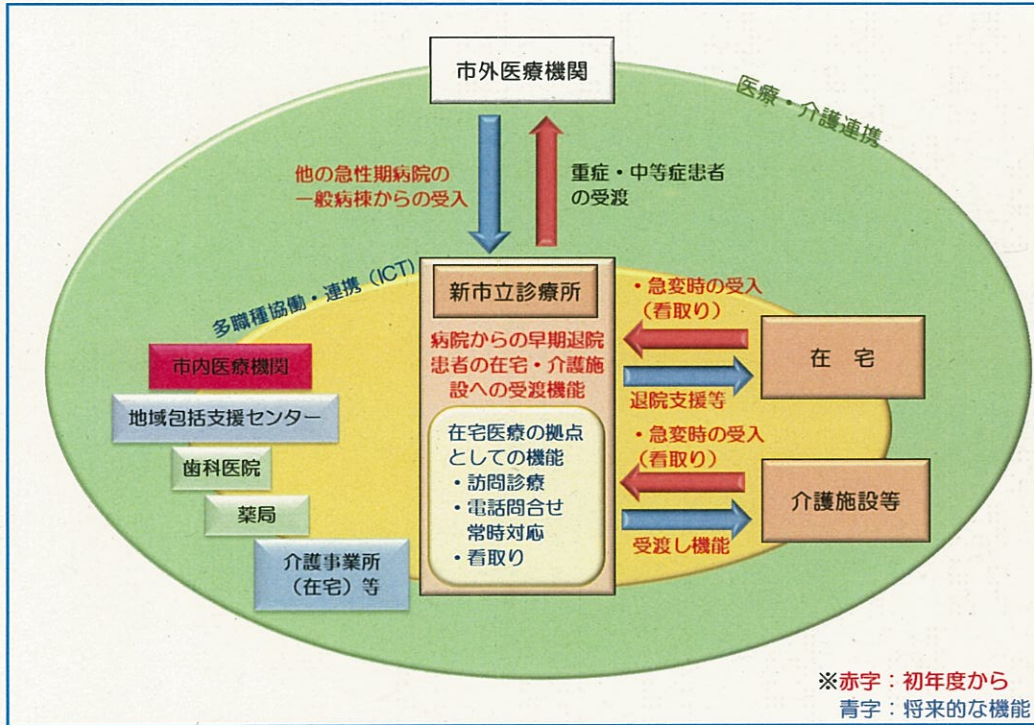 市外医療機関
医療・介護連携
他の急性期病院の
一般病棟からの受入
重症・中等症患者
の受渡
多職種協働・連携（ICT）
市内医療機関
地域包括支援センター
歯科医院
薬局
介護事業所
（在宅）等
新市立診療所
病院からの早期退院
患者の在宅・介護施
設への受渡機能
在宅医療の拠点
としての機能
・訪問診療
・電話問合せ
常時対応
・看取り
・急変時の受入
（看取り）
退院支援等
在　宅
・急変時の受入
（看取り）
受渡し機能
介護施設等
※赤字：初年度から
青字：将来的な機能